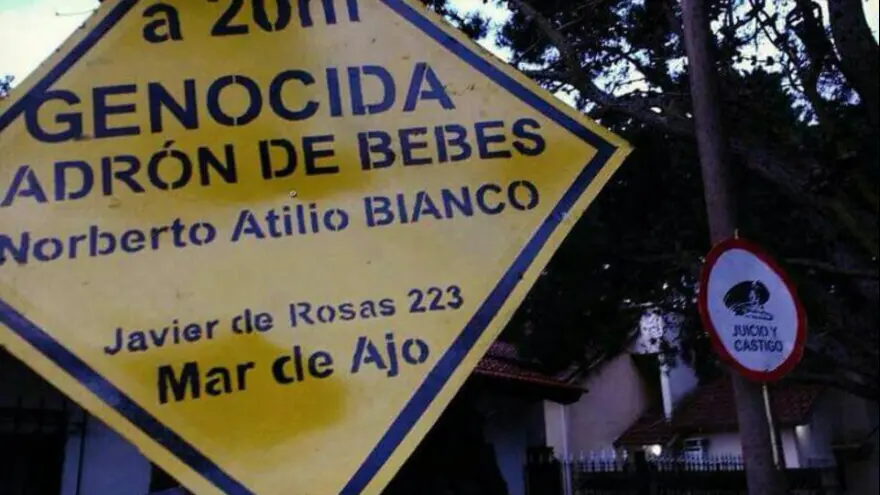 a 20m
GENOCIDA
ADRÓN DE BEBES
Norberto Atilio BIANCO
Javier de Rosas 223
Mar de Ajo
JUICIO Y
CASTIGO